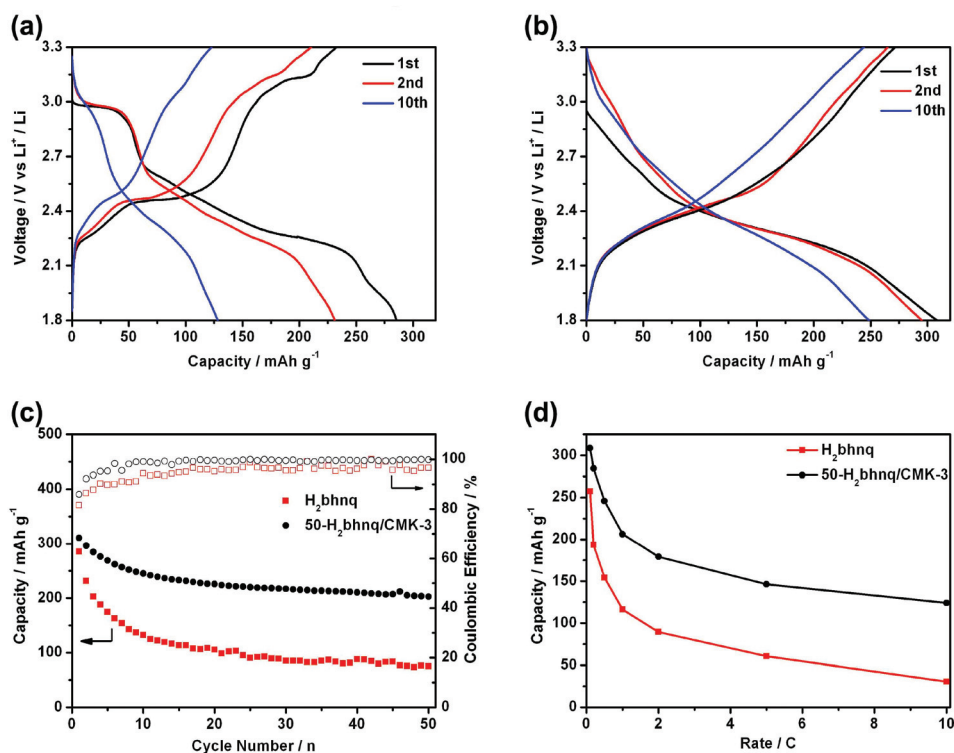 (a)
3.3
3.0
2.7
2.4
2.1
1.8
Voltage / V vs Li⁺ / Li
1st
2nd
10th
0 50 100 150 200 250 300
Capacity / mAh g⁻¹
(b)
3.3
3.0
2.7
2.4
2.1
1.8
Voltage / V vs Li⁺ / Li
1st
2nd
10th
0 50 100 150 200 250 300
Capacity / mAh g⁻¹
(c)
500
400
300
200
100
0
Capacity / mAh g⁻¹
H₂bhnq
50-H₂bhnq/CMK-3
100
80
60
40
20
0
Coulombic Efficiency / %
0 10 20 30 40 50
Cycle Number / n
(d)
300
250
200
150
100
50
0
Capacity / mAh g⁻¹
H₂bhnq
50-H₂bhnq/CMK-3
0 2 4 6 8 10
Rate / C